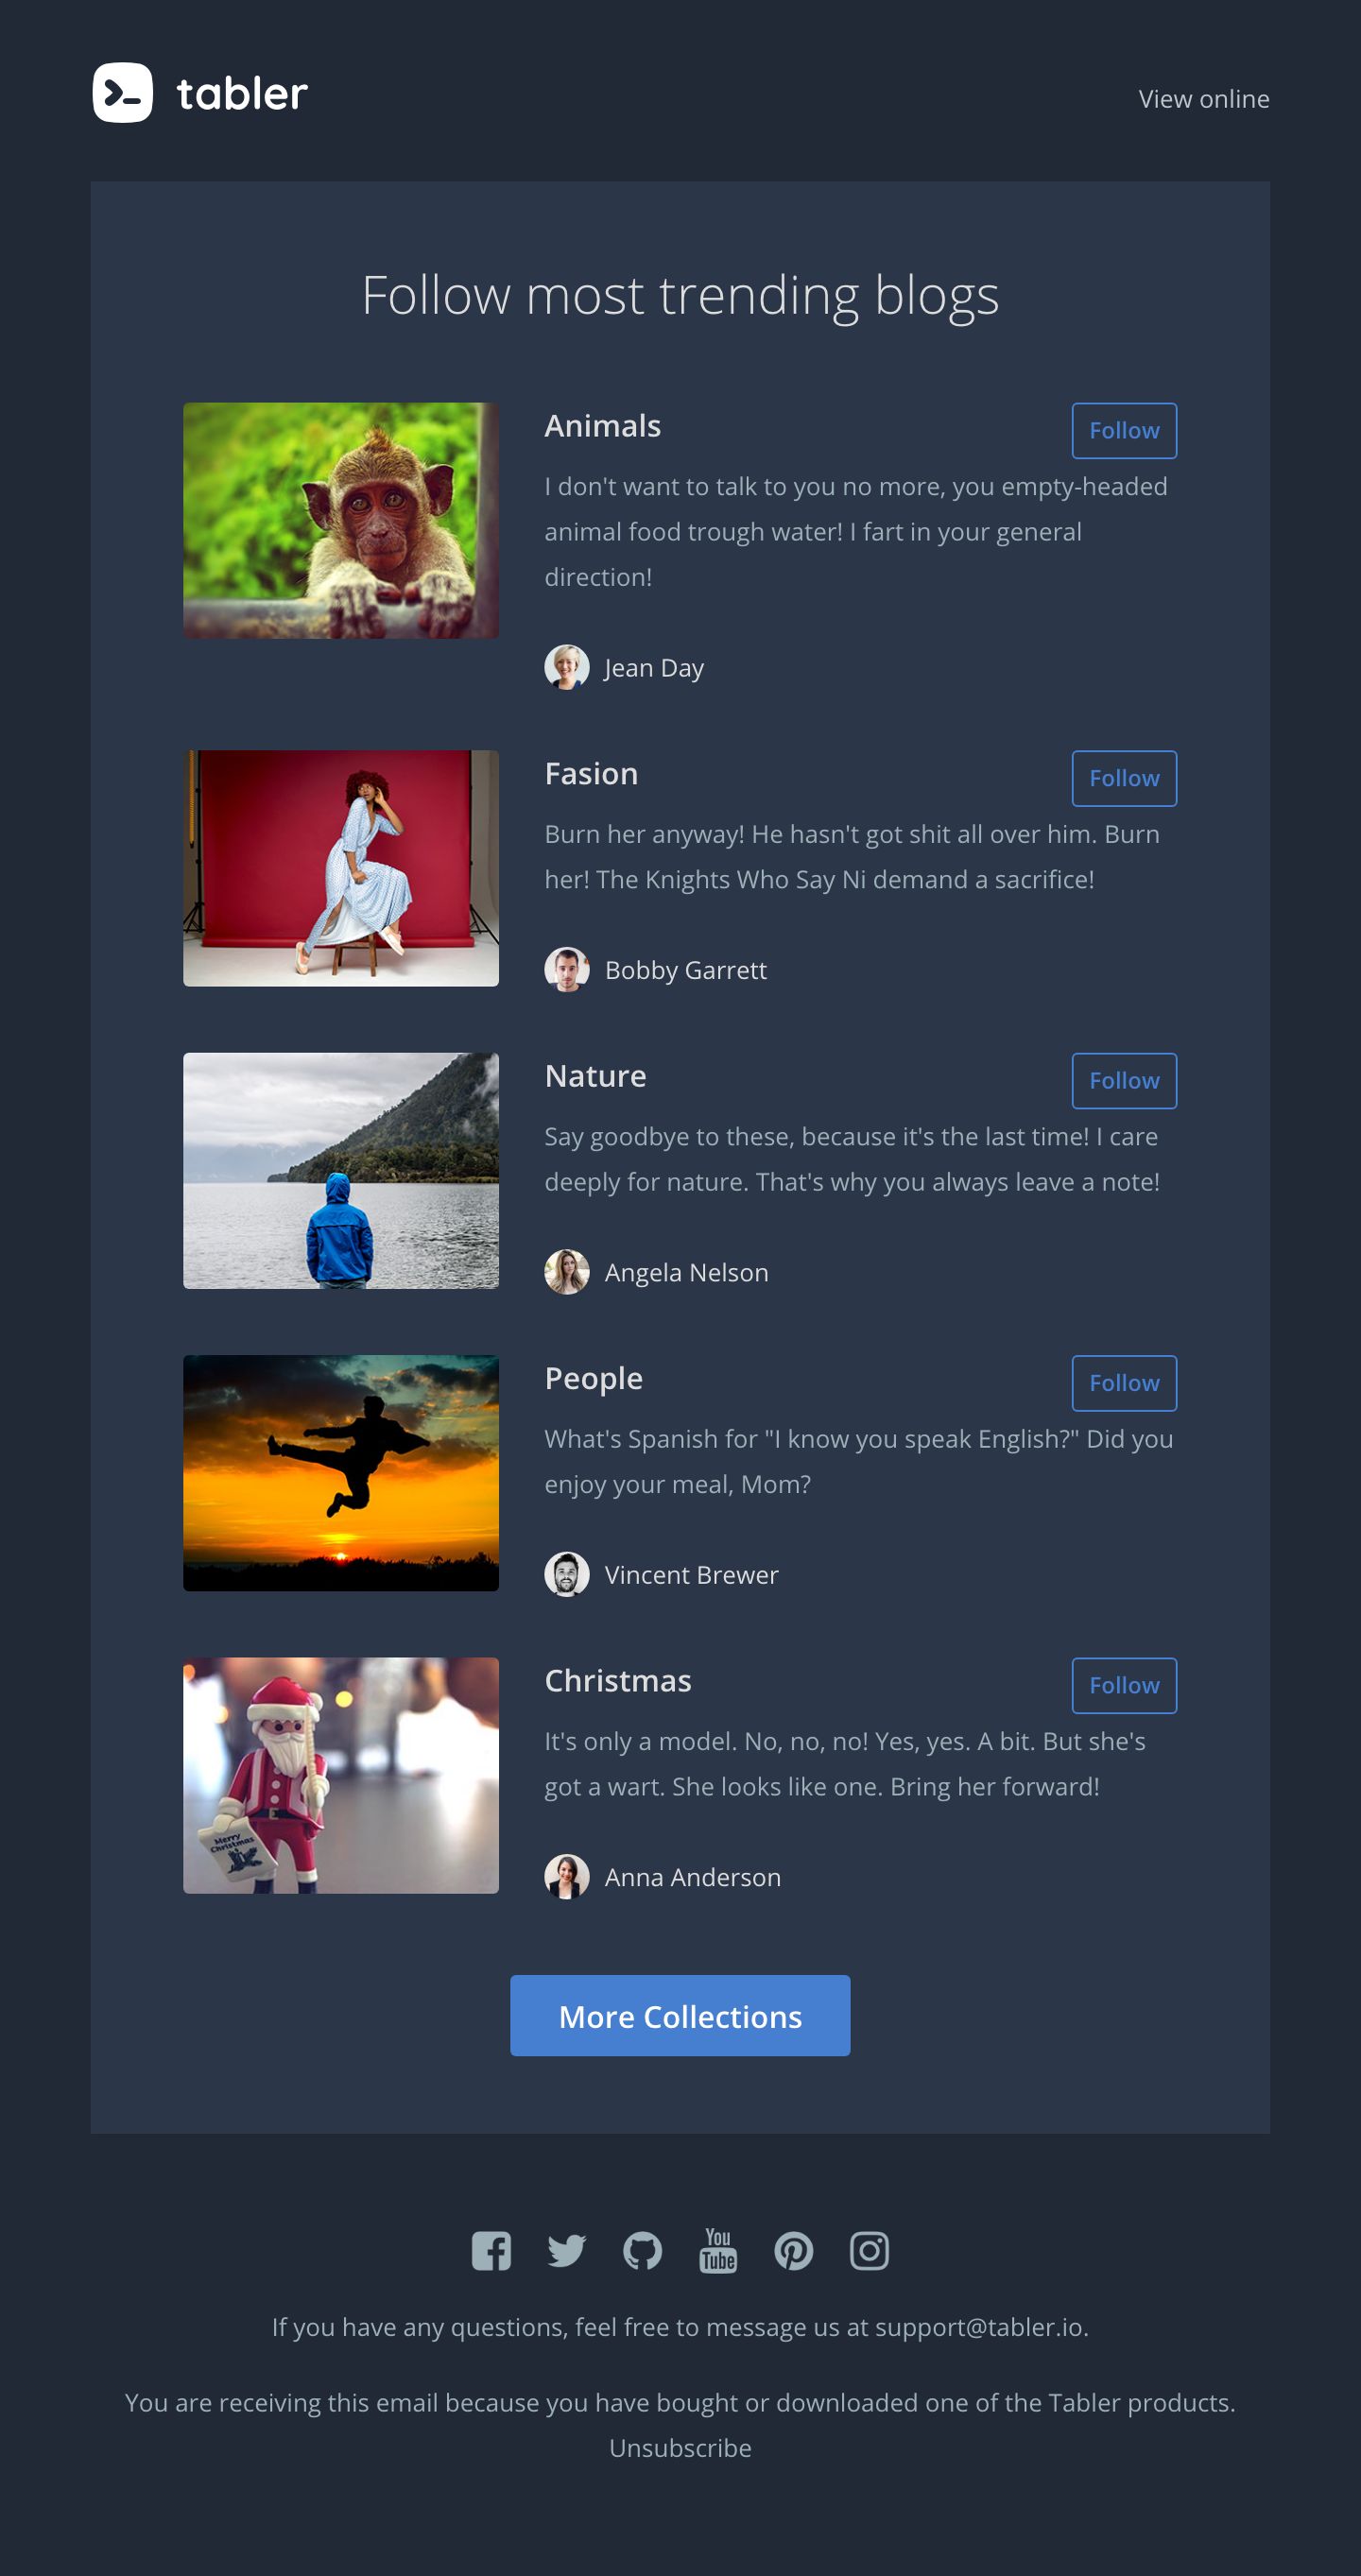 tabler
View online
Follow most trending blogs
Animals
Follow
I don't want to talk to you no more, you empty-headed
animal food trough water! I fart in your general
direction!
Jean Day
Fasion
Follow
Burn her anyway! He hasn't got shit all over him. Burn
her! The Knights Who Say Ni demand a sacrifice!
Bobby Garrett
Nature
Follow
Say goodbye to these, because it's the last time! I care
deeply for nature. That's why you always leave a note!
Angela Nelson
People
Follow
What's Spanish for "I know you speak English?" Did you
enjoy your meal, Mom?
Vincent Brewer
Merry
Christmas
Christmas
Follow
It's only a model. No, no, no! Yes, yes. A bit. But she's
got a wart. She looks like one. Bring her forward!
Anna Anderson
More Collections
You
Tube
If you have any questions, feel free to message us at support@tabler.io.
You are receiving this email because you have bought or downloaded one of the Tabler products.
Unsubscribe